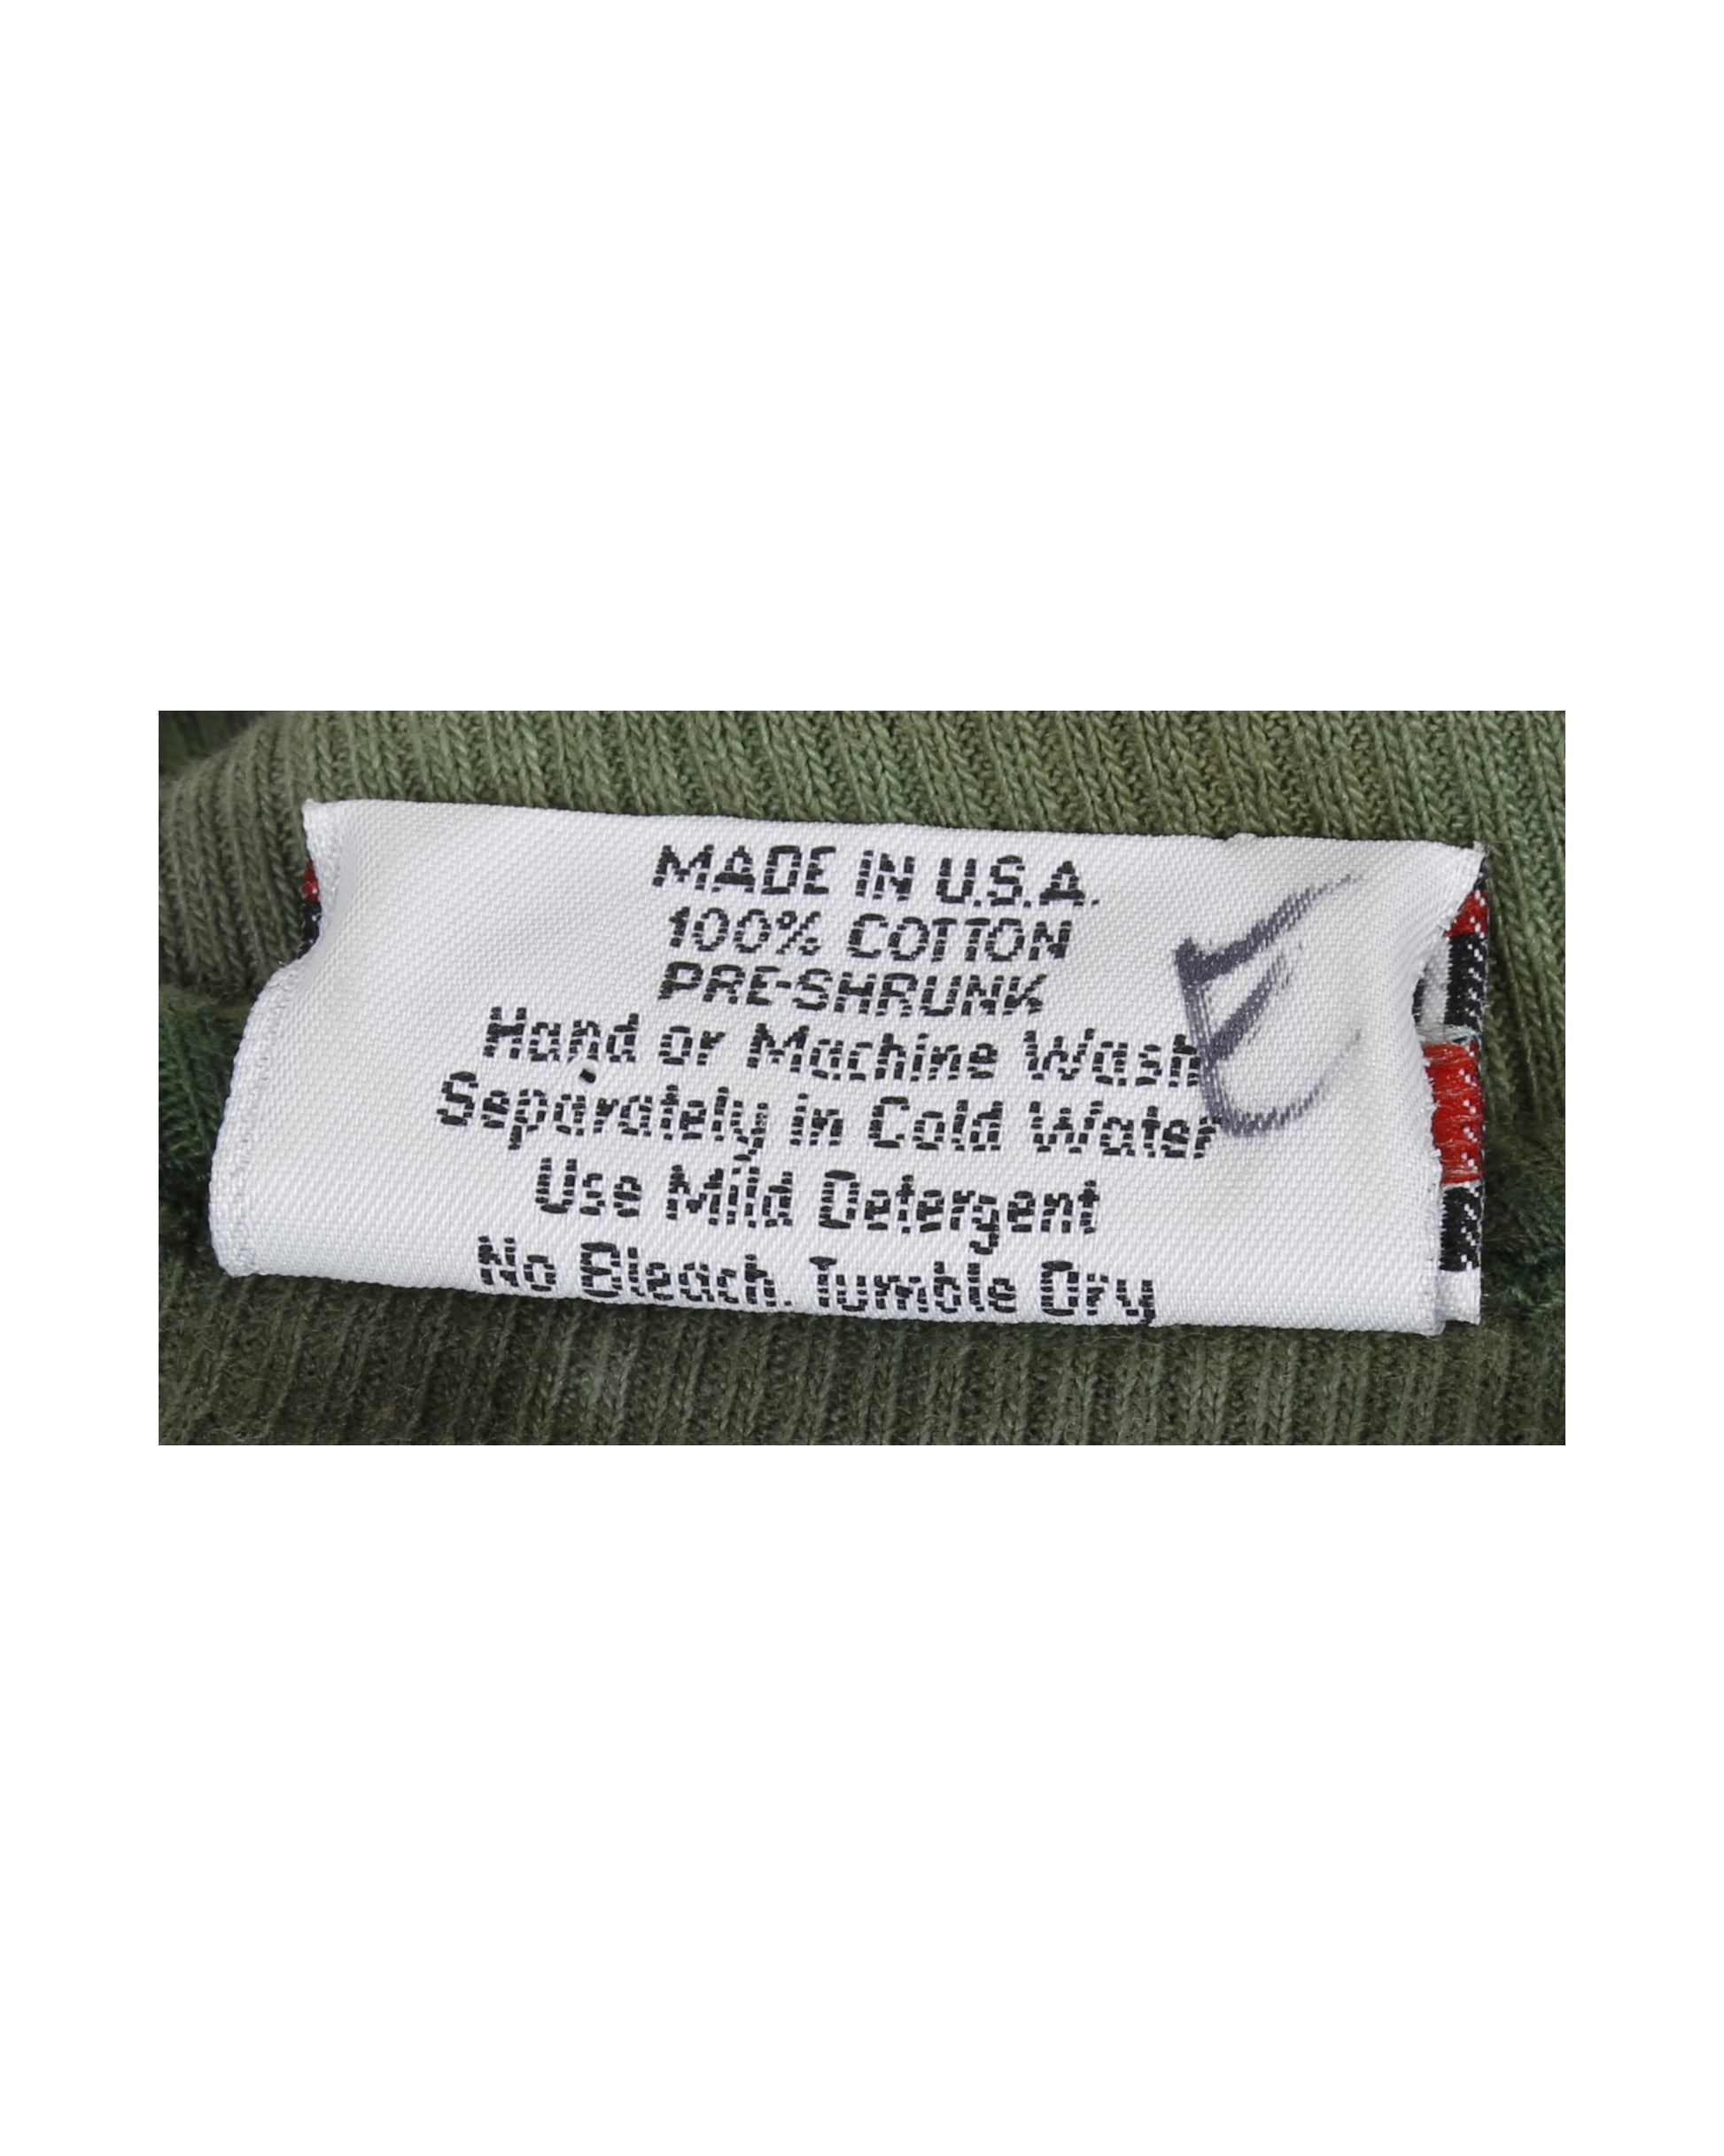 MADE IN U.S.A.
100% COTTON
PRE-SHRUNK
Hand or Machine Wash
Separately in Cold Water
Use Mild Detergent
No Bleach. Tumble Dry